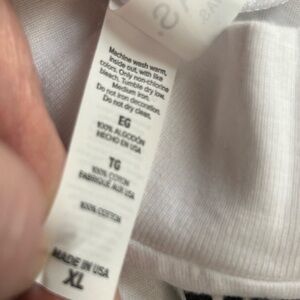 Machine wash warm,
inside out, with like
colors. Only non-chlorine
bleach. Tumble dry low.
Medium iron.
Do not iron decoration.
Do not dry clean.
EG
100% ALGODÓN
HECHO EN USA
TG
100% COTON
FABRIQUÉ AUX USA
100% COTTON
MADE IN USA
XL